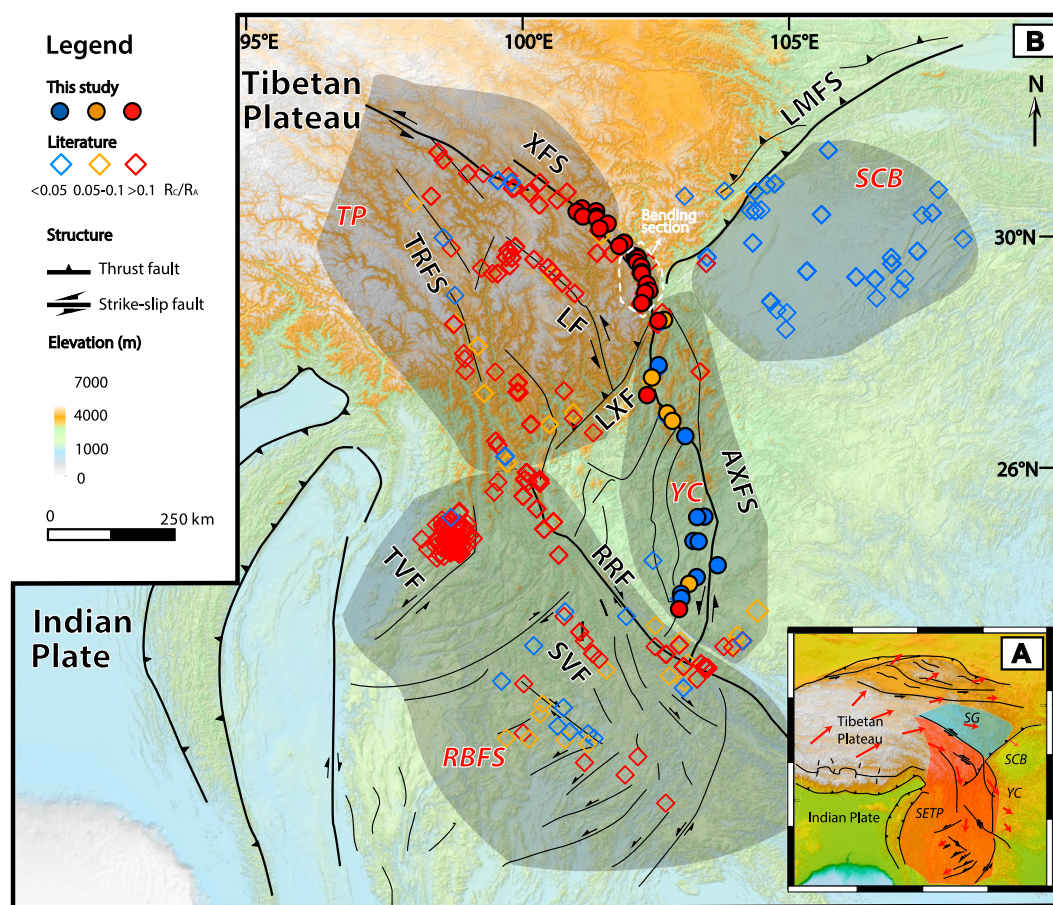 95°E 100°E 105°E
B
Legend
This study
Literature
<0.05 0.05-0.1 >0.1 Rc/RA
Structure
Thrust fault
Strike-slip fault
Elevation (m)
7000
4000
1000
0
0 250 km
Tibetan
Plateau
XFS
LMFS
N
SCB
TP
Bending
section
30°N
TRFS
LF
LXF
AXFS
26°N
YC
TVF
RRF
Indian
Plate
SVF
RBFS
A
Tibetan
Plateau
SG
SCB
YC
SETP
Indian Plate